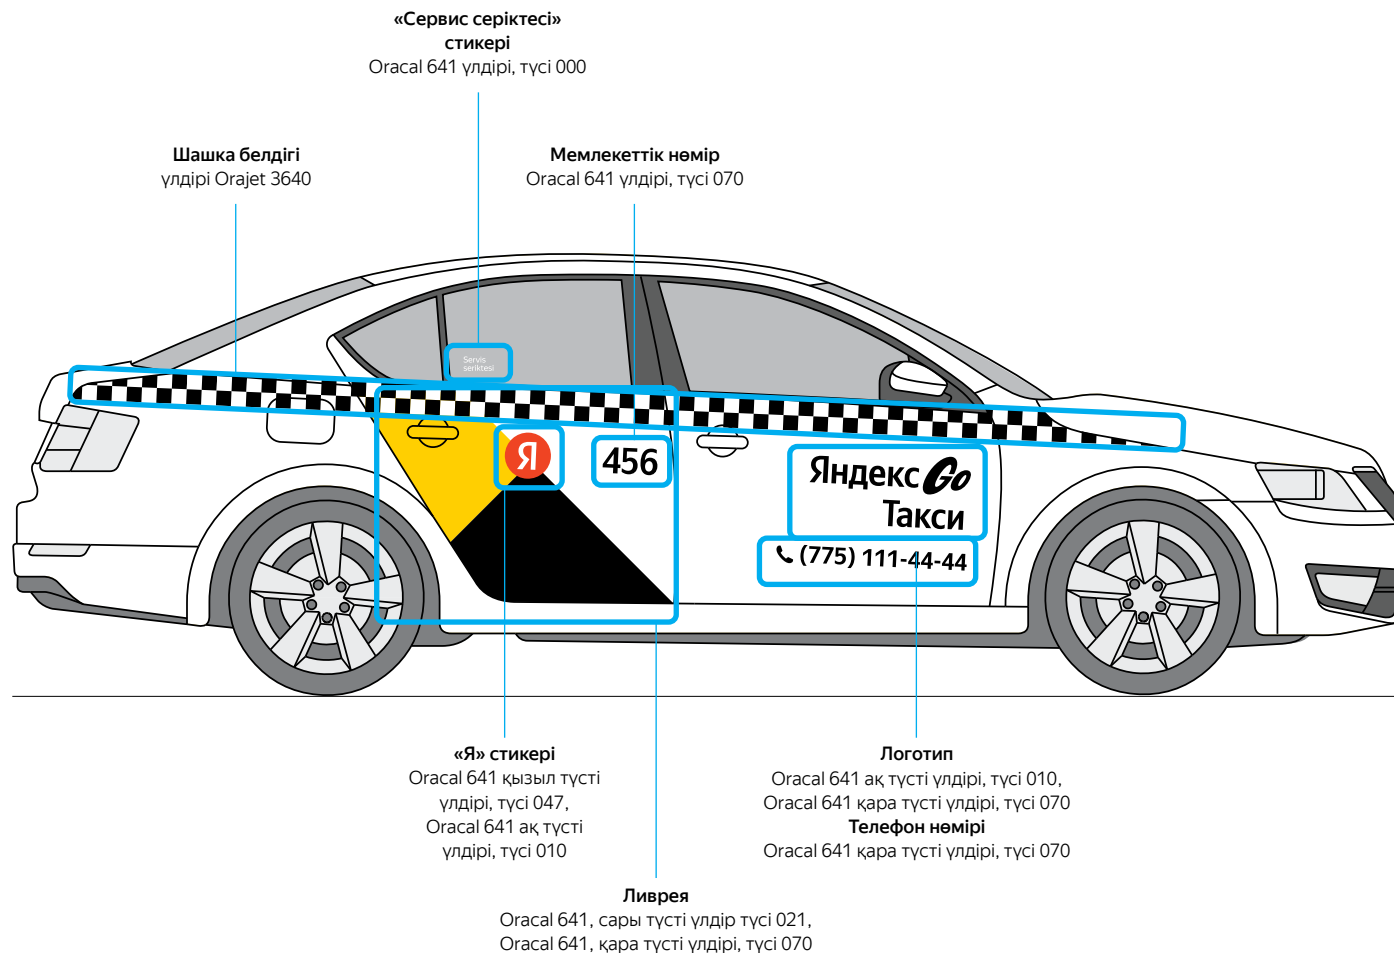 «Сервис серіктесі»
стикері
Oracal 641 үлдірі, түсі 000
Шашка белдігі
үлдірі Orajet 3640
Мемлекеттік нөмір
Oracal 641 үлдірі, түсі 070
Servis
seriktesi
Я
456
Яндекс Go
Такси
(775) 111-44-44
«Я» стикері
Oracal 641 қызыл түсті
үлдірі, түсі 047,
Oracal 641 ақ түсті
үлдірі, түсі 010
Логотип
Oracal 641 ақ түсті үлдірі, түсі 010,
Oracal 641 қара түсті үлдірі, түсі 070
Телефон нөмірі
Oracal 641 қара түсті үлдірі, түсі 070
Ливрея
Oracal 641, сары түсті үлдір түсі 021,
Oracal 641, қара түсті үлдірі, түсі 070